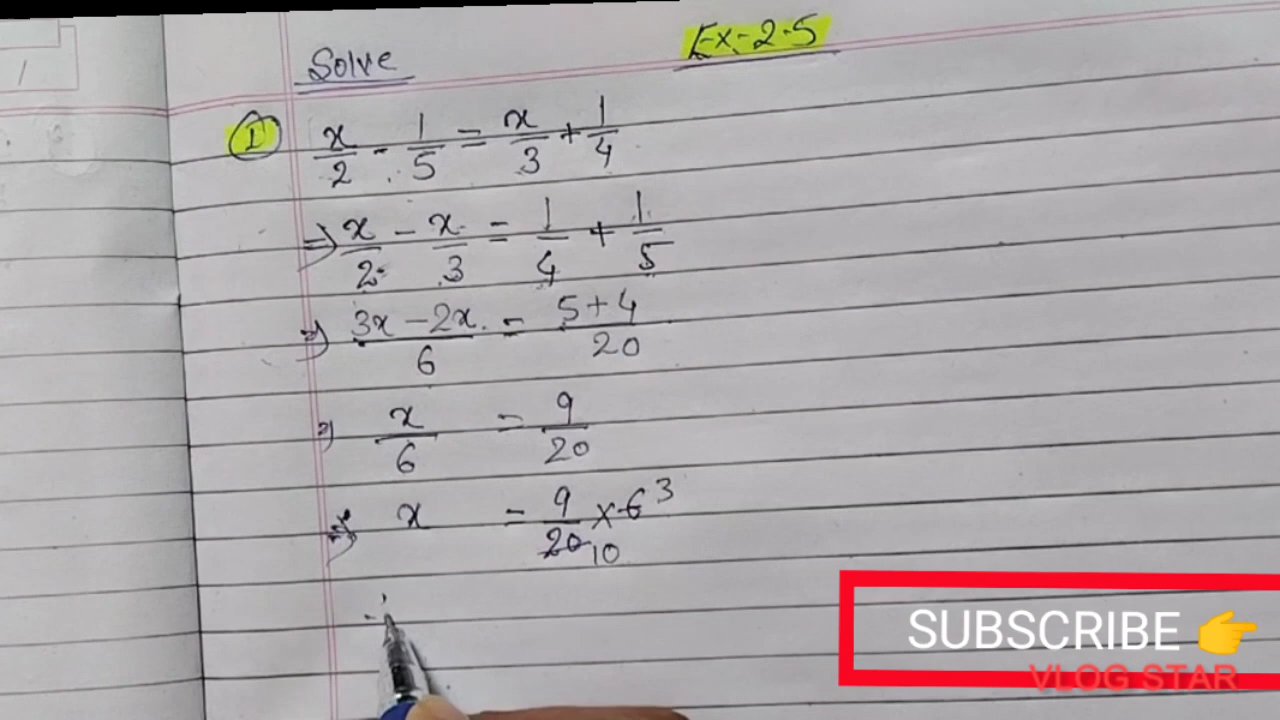 Solve Ex-2.5
1 x/2 - 1/5 = x/3 + 1/4
⇒ x/2 - x/3 = 1/4 + 1/5
⇒ 3x - 2x / 6 = 5+4 / 20
⇒ x/6 = 9/20
⇒ x = 9/20 × 6 3
10
SUBSCRIBE 👉
VLOG STAR